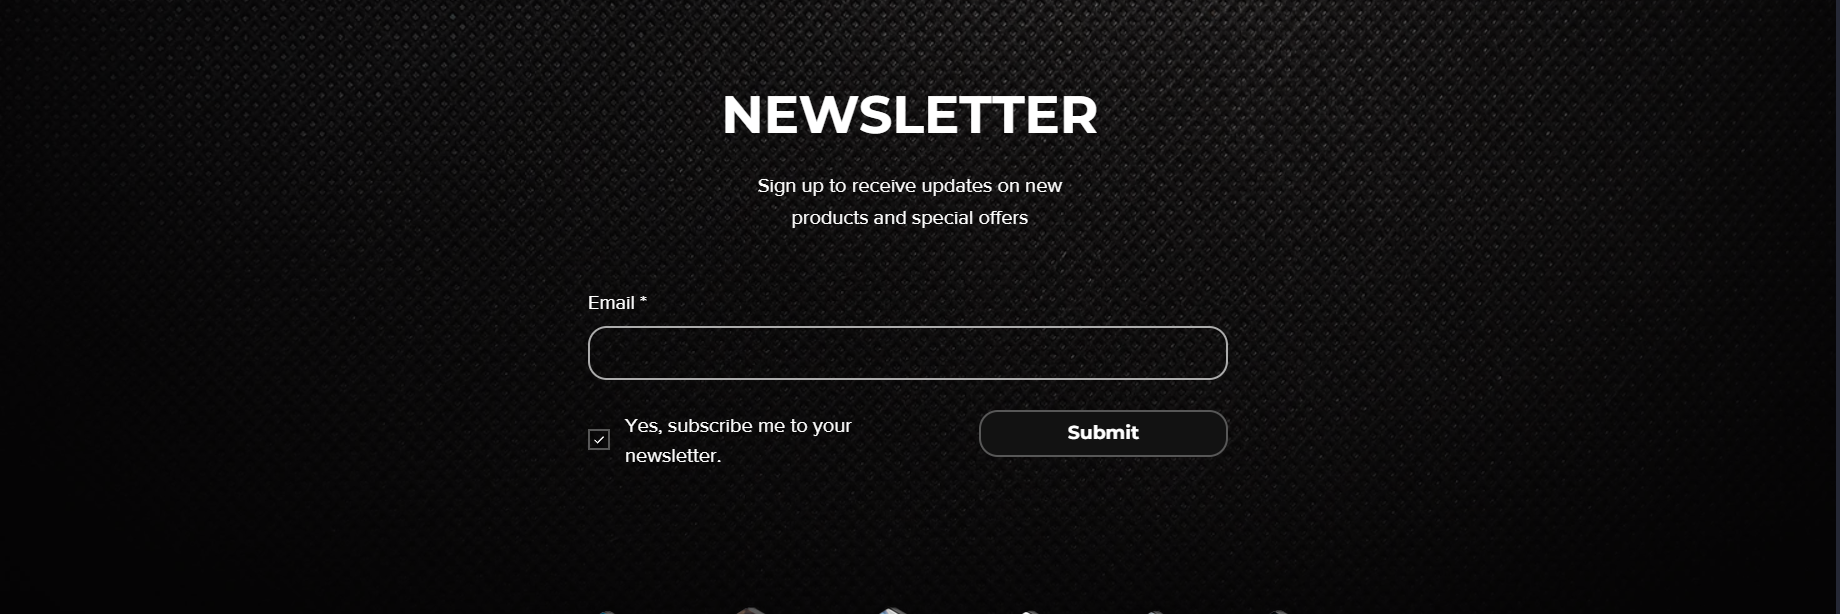 NEWSLETTER
Sign up to receive updates on new
products and special offers
Email *
Yes, subscribe me to your
newsletter.
Submit